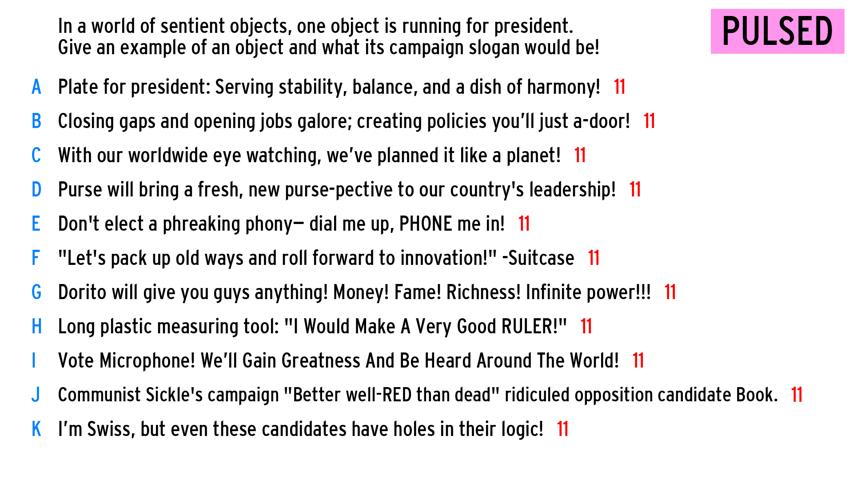 In a world of sentient objects, one object is running for president.
Give an example of an object and what its campaign slogan would be!
PULSED
A Plate for president: Serving stability, balance, and a dish of harmony! 11
B Closing gaps and opening jobs galore; creating policies you’ll just a-door! 11
C With our worldwide eye watching, we’ve planned it like a planet! 11
D Purse will bring a fresh, new purse-pective to our country's leadership! 11
E Don't elect a phreaking phony– dial me up, PHONE me in! 11
F "Let's pack up old ways and roll forward to innovation!" -Suitcase 11
G Dorito will give you guys anything! Money! Fame! Richness! Infinite power!!! 11
H Long plastic measuring tool: "I Would Make A Very Good RULER!" 11
I Vote Microphone! We’ll Gain Greatness And Be Heard Around The World! 11
J Communist Sickle's campaign "Better well-RED than dead" ridiculed opposition candidate Book. 11
K I’m Swiss, but even these candidates have holes in their logic! 11